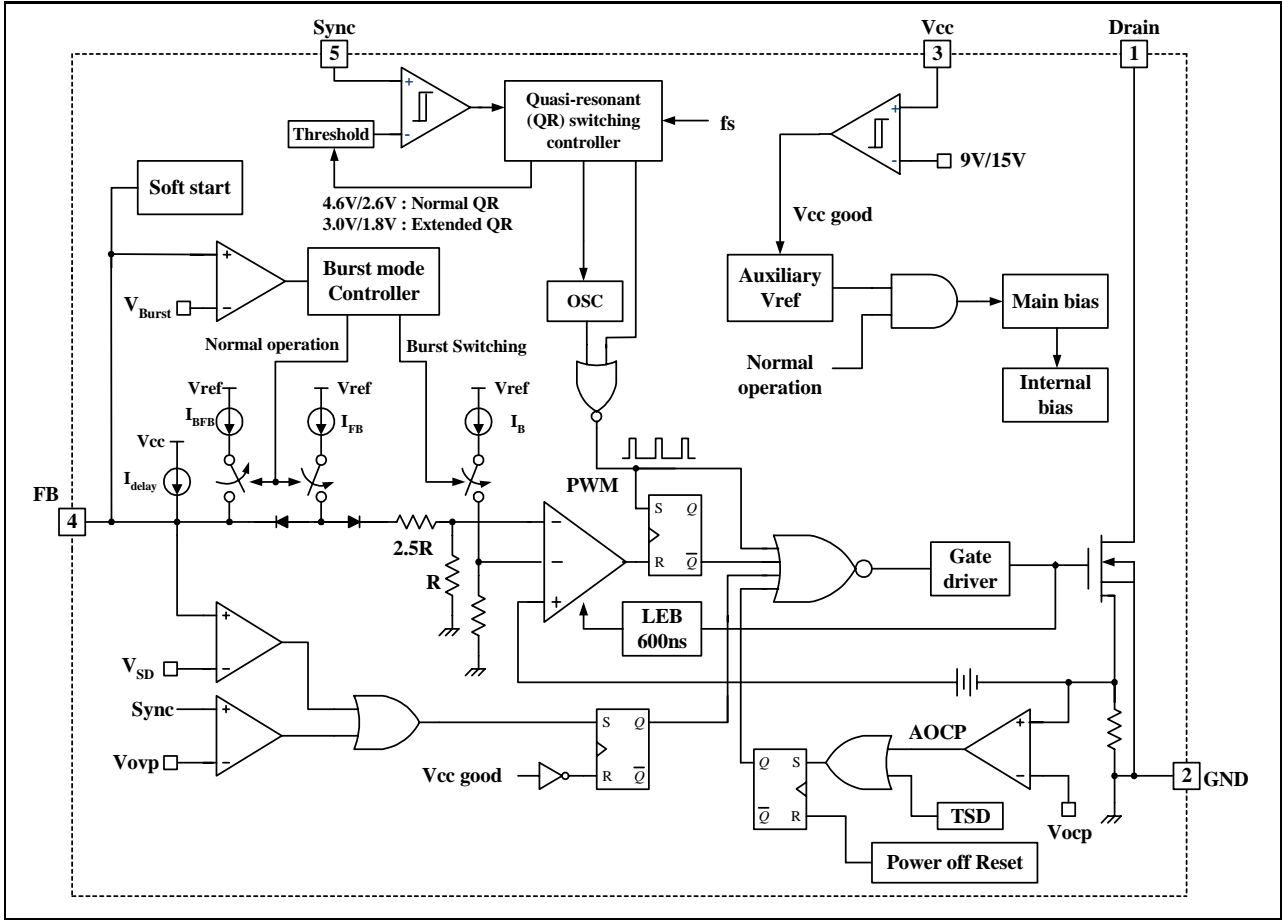 Sync
5
Vcc
3
Drain
1
+
-
Threshold
Quasi-resonant
(QR) switching
controller
fs
+
-
9V/15V
Soft start
4.6V/2.6V : Normal QR
3.0V/1.8V : Extended QR
Vcc good
+
−
VBurst
Burst mode
Controller
OSC
Auxiliary
Vref
Main bias
Normal operation
Burst Switching
Normal
operation
Internal
bias
Vref
IBFB
Vref
IFB
Vref
IB
Vcc
Idelay
FB
4
2.5R
R
PWM
S Q
R Q
−
−
+
LEB
600ns
Gate
driver
+
−
VSD
Sync
+
Vovp
−
S Q
R Q
Vcc good
AOCP
+
−
Q S
Q R
TSD
Vocp
2
GND
Power off Reset